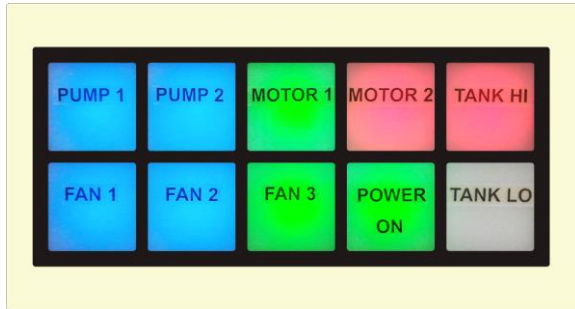 PUMP 1
PUMP 2
MOTOR 1
MOTOR 2
TANK HI
FAN 1
FAN 2
FAN 3
POWER
ON
TANK LO